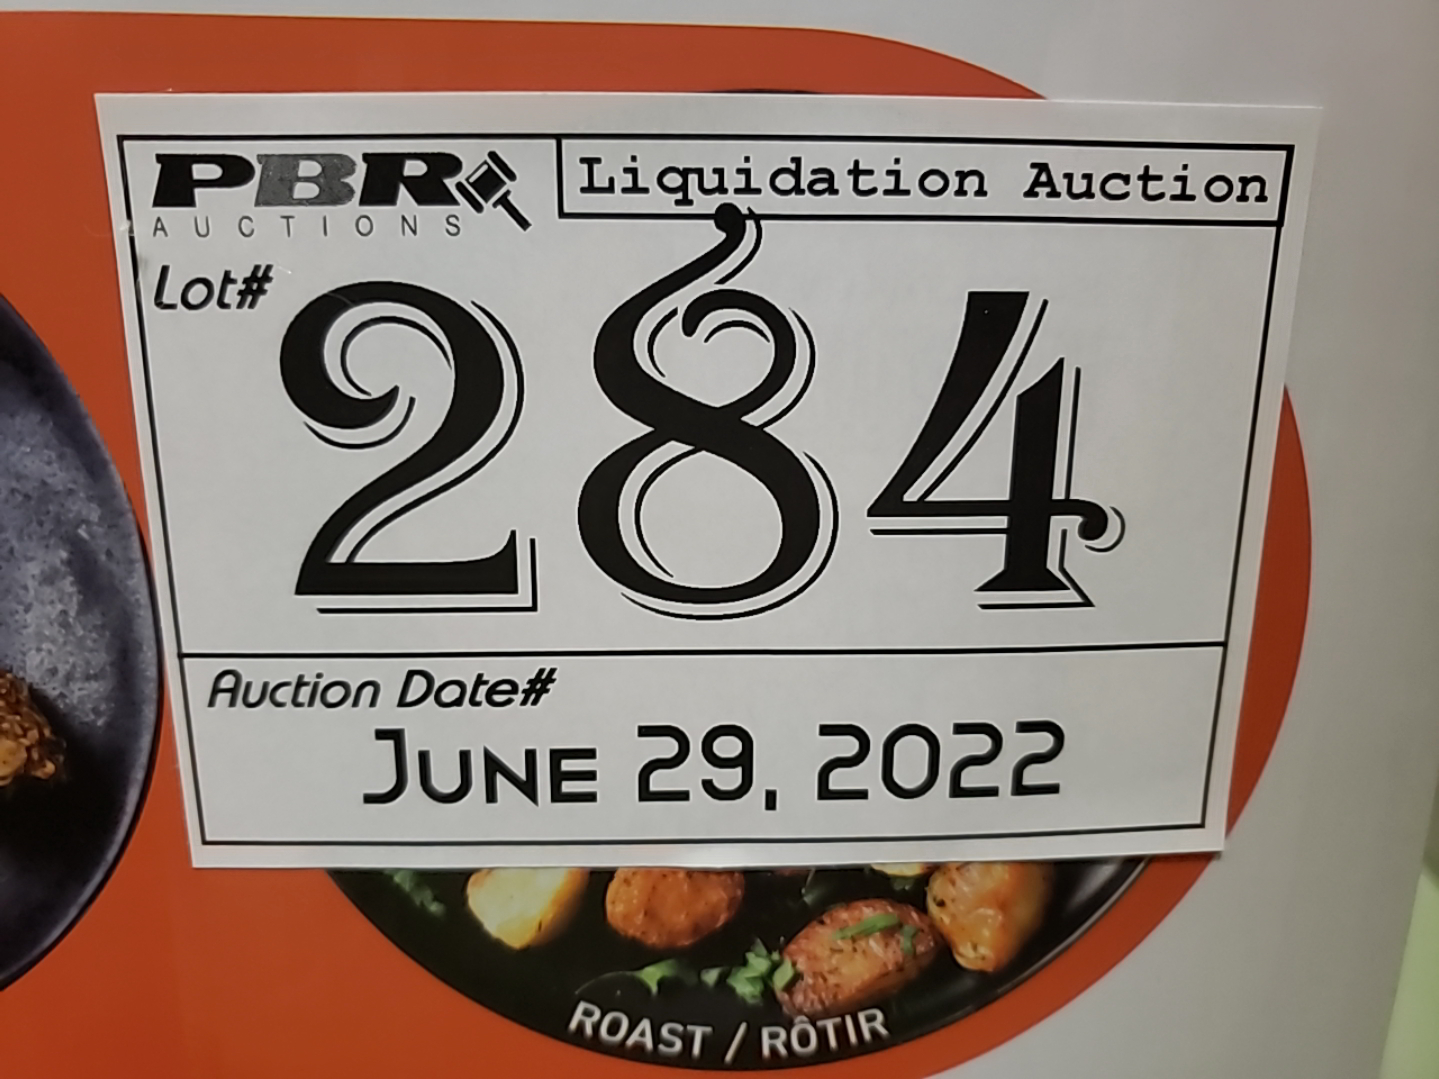 PBR
AUCTIONS
Liquidation Auction
Lot#
284
Auction Date#
JUNE 29, 2022
ROAST / RÔTIR